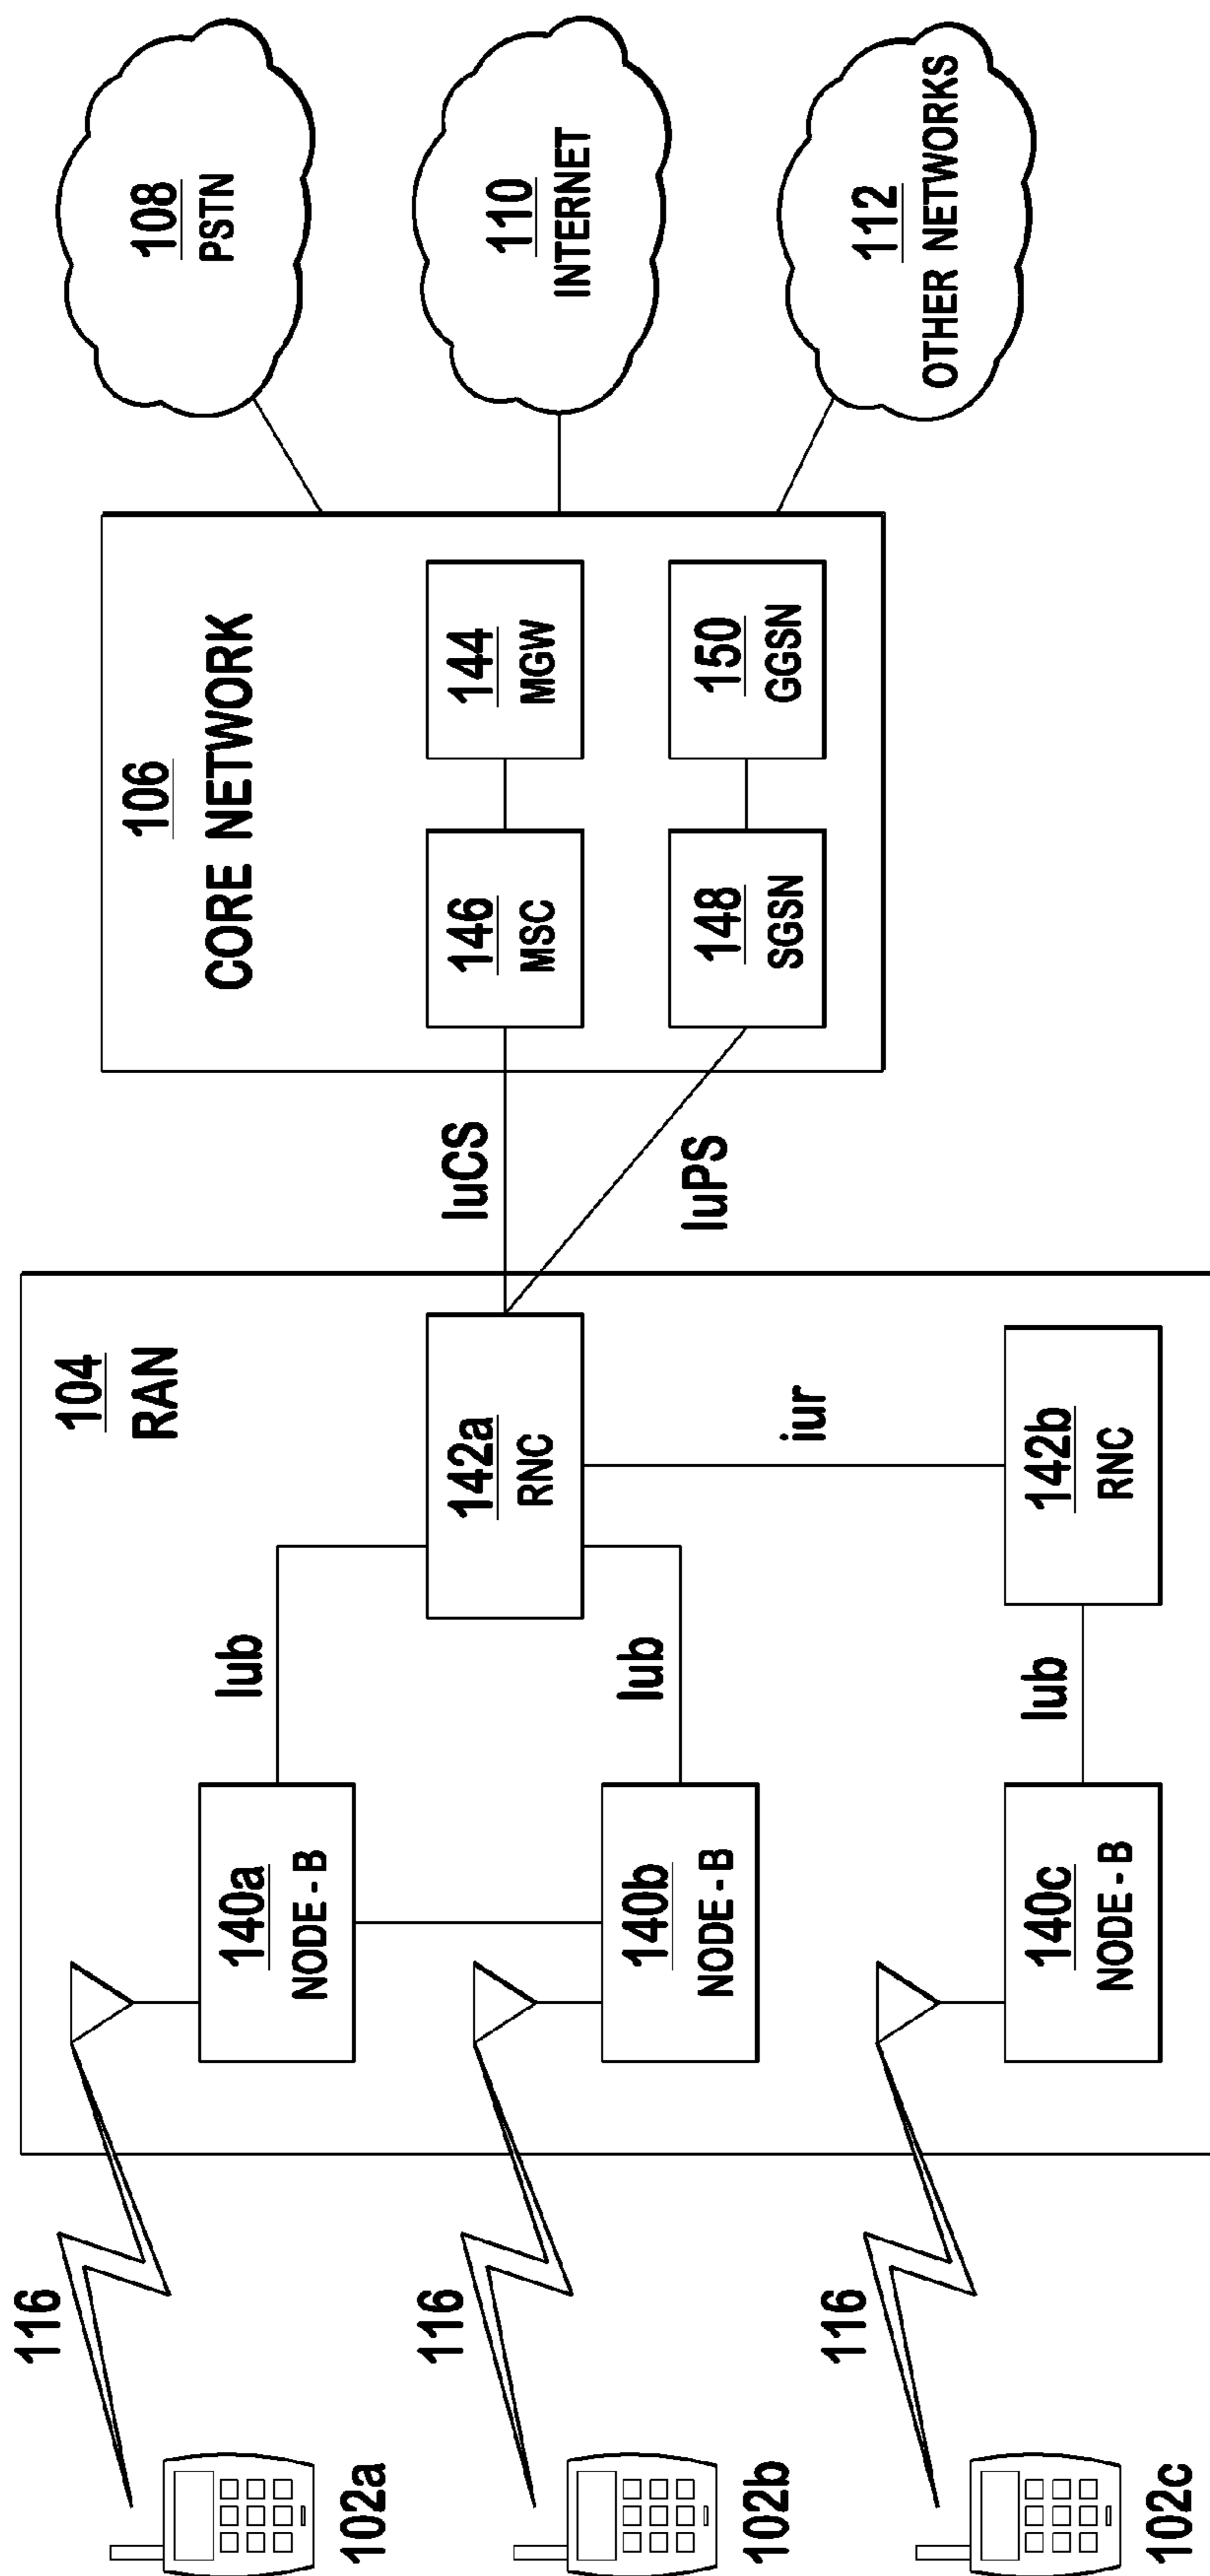 116
102a
116
102b
116
102c
104
RAN
140a
NODE - B
140b
NODE - B
140c
NODE - B
Iub
Iub
Iub
142a
RNC
iur
142b
RNC
IuCS
IuPS
106
CORE NETWORK
146
MSC
144
MGW
148
SGSN
150
GGSN
108
PSTN
110
INTERNET
112
OTHER NETWORKS